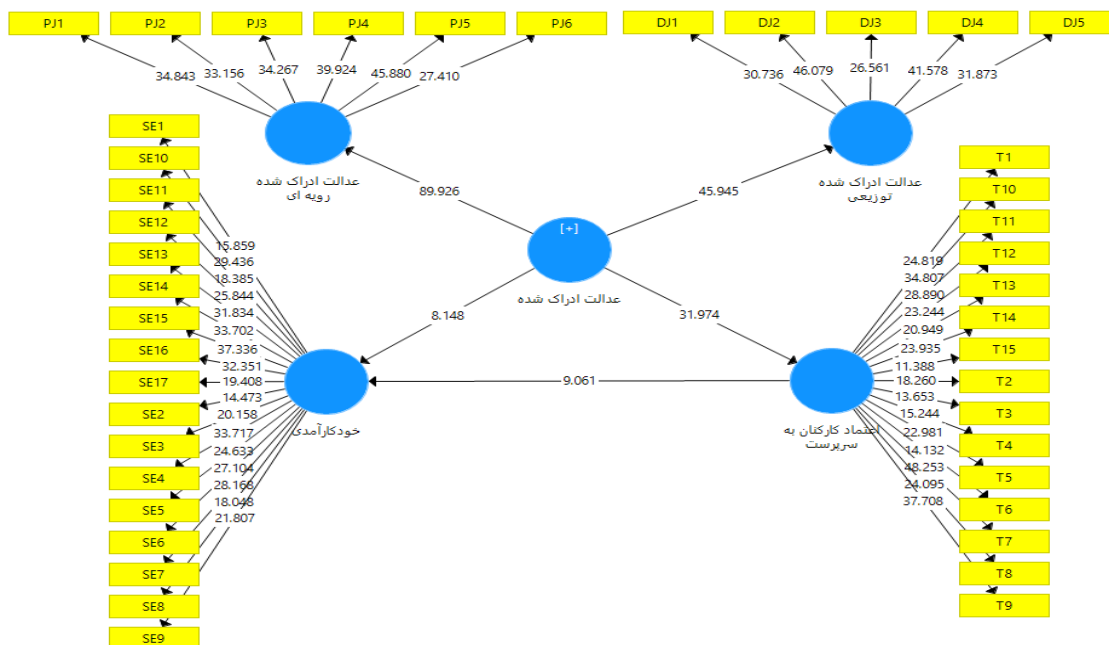 PJ1 PJ2 PJ3 PJ4 PJ5 PJ6 DJ1 DJ2 DJ3 DJ4 DJ5
34.843 33.156 34.267 39.924 45.880 27.410 30.736 46.079 26.561 41.578 31.873
عدالت ادراک شده
رویه ای
عدالت ادراک شده
توزیعی
89.926 45.945
[+]
عدالت ادراک شده
8.148 31.974
9.061
خودکارآمدی
اعتماد کارکنان به
سرپرست
SE1
SE10
SE11
SE12
SE13
SE14
SE15
SE16
SE17
SE2
SE3
SE4
SE5
SE6
SE7
SE8
SE9
15.859
29.436
18.385
25.844
31.834
33.702
37.336
32.351
19.408
14.473
20.158
33.717
24.633
27.104
28.168
18.048
21.807
T1
T10
T11
T12
T13
T14
T15
T2
T3
T4
T5
T6
T7
T8
T9
24.819
34.807
28.890
23.244
20.949
23.935
11.388
18.260
13.653
15.244
22.981
14.132
48.253
24.095
37.708